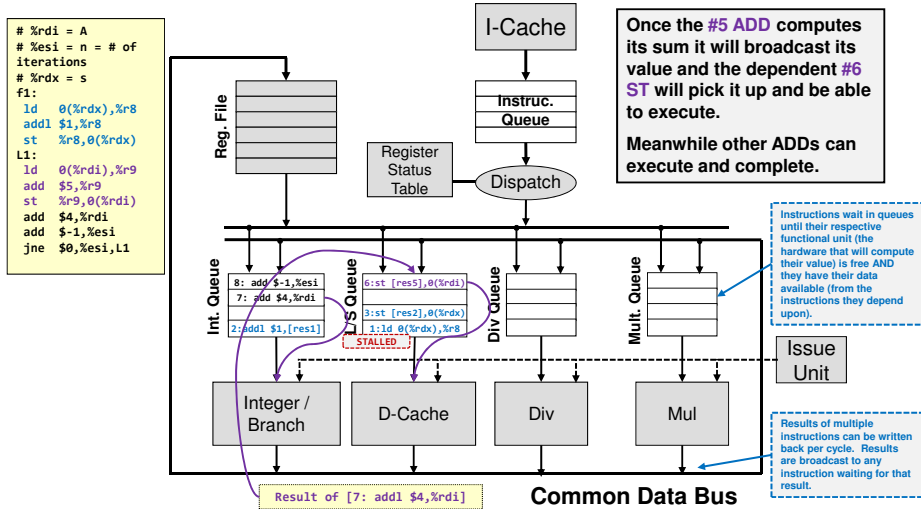 # %rdi = A
# %esi = n = # of
iterations
# %rdx = s
f1:
ld 0(%rdx),%r8
addl $1,%r8
st %r8,0(%rdx)
L1:
ld 0(%rdi),%r9
add $5,%r9
st %r9,0(%rdi)
add $4,%rdi
add $-1,%esi
jne $0,%esi,L1
I-Cache
Once the #5 ADD computes
its sum it will broadcast its
value and the dependent #6
ST will pick it up and be able
to execute.
Meanwhile other ADDs can
execute and complete.
Reg. File
Instruc.
Queue
Register
Status
Table
Dispatch
Instructions wait in queues
until their respective
functional unit (the
hardware that will compute
their value) is free AND
they have their data
available (from the
instructions they depend
upon).
Int. Queue
8: add $-1,%esi
7: add $4,%rdi
2:addl $1,[res1]
L/S Queue
6:st [res5],0(%rdi)
3:st [res2],0(%rdx)
1:ld 0(%rdx),%r8
STALLED
Div Queue
Mult. Queue
Issue
Unit
Integer /
Branch
D-Cache
Div
Mul
Results of multiple
instructions can be written
back per cycle. Results
are broadcast to any
instruction waiting for that
result.
Result of [7: addl $4,%rdi]
Common Data Bus